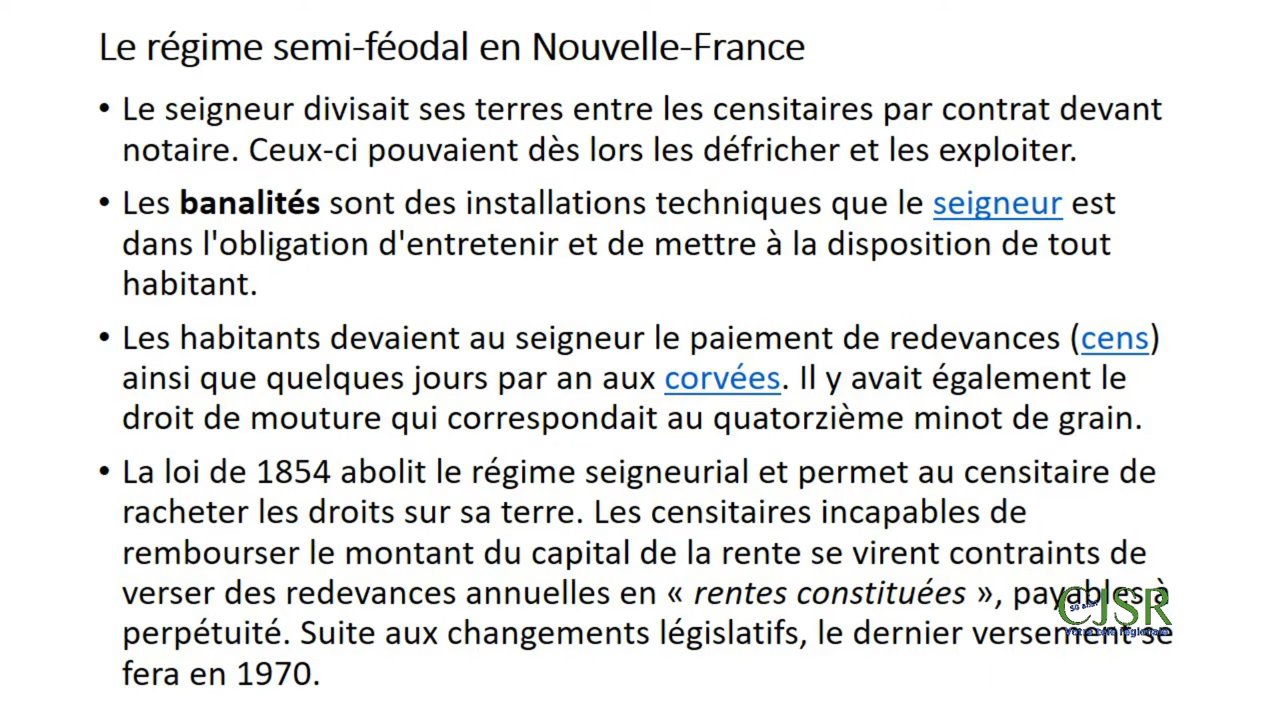 Le régime semi-féodal en Nouvelle-France
• Le seigneur divisait ses terres entre les censitaires par contrat devant
notaire. Ceux-ci pouvaient dès lors les défricher et les exploiter.
• Les banalités sont des installations techniques que le seigneur est
dans l'obligation d'entretenir et de mettre à la disposition de tout
habitant.
• Les habitants devaient au seigneur le paiement de redevances (cens)
ainsi que quelques jours par an aux corvées. Il y avait également le
droit de mouture qui correspondait au quatorzième minot de grain.
• La loi de 1854 abolit le régime seigneurial et permet au censitaire de
racheter les droits sur sa terre. Les censitaires incapables de
rembourser le montant du capital de la rente se virent contraints de
verser des redevances annuelles en « rentes constituées », payables à
perpétuité. Suite aux changements législatifs, le dernier versement se
fera en 1970.
50 ans
CJSR